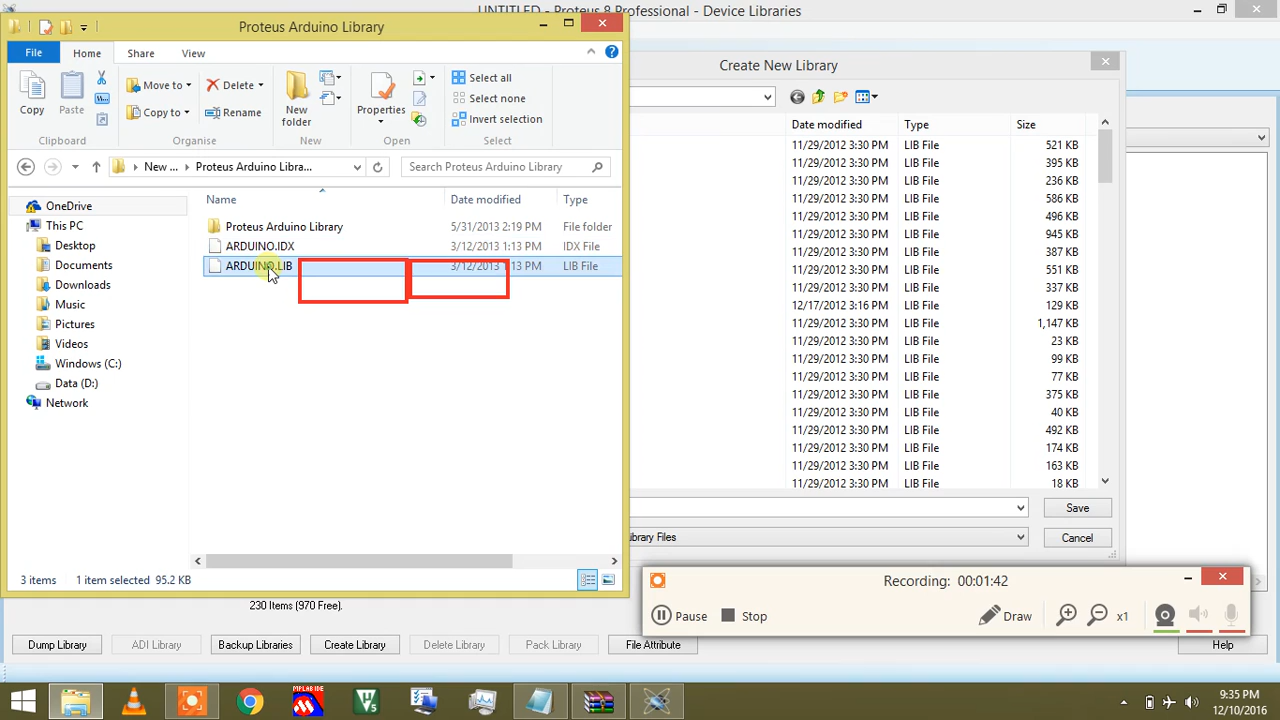 UNTITLED - Proteus 8 Professional - Device Libraries
Proteus Arduino Library
File
Home
Share
View
Copy
Paste
Move to
Copy to
Delete
Rename
New
folder
Properties
Select all
Select none
Invert selection
Clipboard
Organise
New
Open
Select
New ...
Proteus Arduino Libra...
Search Proteus Arduino Library
Name
Date modified
Type
OneDrive
This PC
Desktop
Documents
Downloads
Music
Pictures
Videos
Windows (C:)
Data (D:)
Network
Proteus Arduino Library 5/31/2013 2:19 PM File folder
ARDUINO.IDX 3/12/2013 1:13 PM IDX File
ARDUINO.LIB 3/12/2013 1:13 PM LIB File
3 items 1 item selected 95.2 KB
Create New Library
Date modified Type Size
11/29/2012 3:30 PM LIB File 521 KB
11/29/2012 3:30 PM LIB File 395 KB
11/29/2012 3:30 PM LIB File 236 KB
11/29/2012 3:30 PM LIB File 586 KB
11/29/2012 3:30 PM LIB File 496 KB
11/29/2012 3:30 PM LIB File 945 KB
11/29/2012 3:30 PM LIB File 387 KB
11/29/2012 3:30 PM LIB File 551 KB
11/29/2012 3:30 PM LIB File 337 KB
12/17/2012 3:16 PM LIB File 129 KB
11/29/2012 3:30 PM LIB File 1,147 KB
11/29/2012 3:30 PM LIB File 23 KB
11/29/2012 3:30 PM LIB File 99 KB
11/29/2012 3:30 PM LIB File 77 KB
11/29/2012 3:30 PM LIB File 375 KB
11/29/2012 3:30 PM LIB File 40 KB
11/29/2012 3:30 PM LIB File 492 KB
11/29/2012 3:30 PM LIB File 174 KB
11/29/2012 3:30 PM LIB File 163 KB
11/29/2012 3:30 PM LIB File 18 KB
Save
ibrary Files
Cancel
Recording: 00:01:42
Pause
Stop
Draw
x1
230 Items (970 Free).
Dump Library
ADI Library
Backup Libraries
Create Library
Delete Library
Pack Library
File Attribute
Help
MPLAB IDE
9:35 PM
12/10/2016